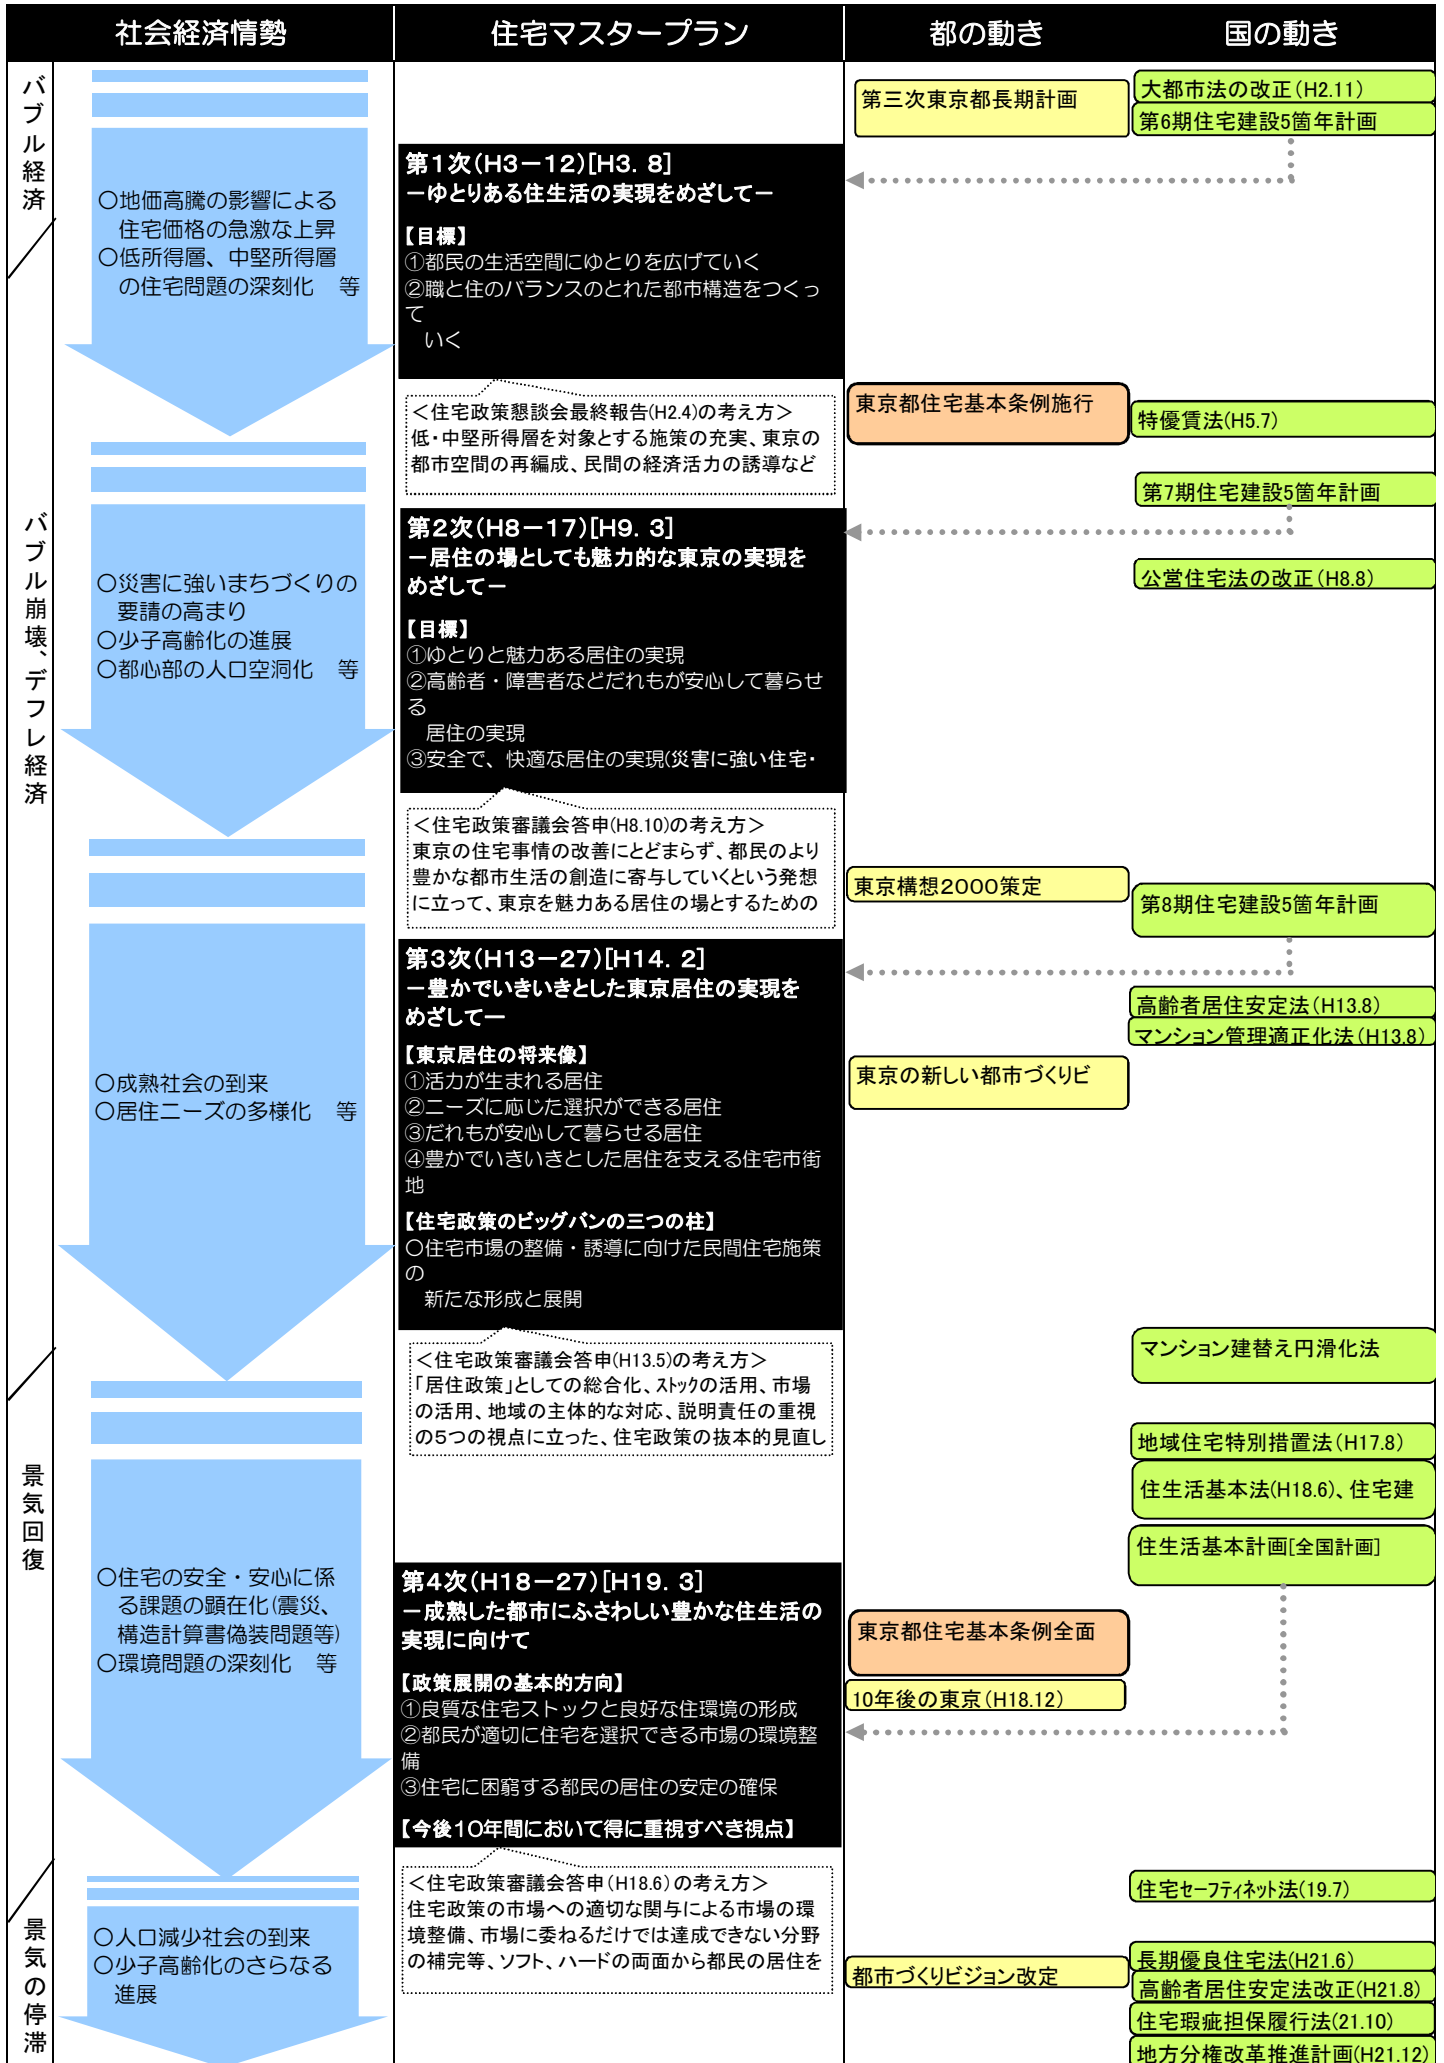 社会経済情勢
住宅マスタープラン
都の動き
国の動き
バブル経済
〇地価高騰の影響による
住宅価格の急激な上昇
〇低所得層、中堅所得層
の住宅問題の深刻化　等
第1次(H3－12)[H3. 8]
－ゆとりある住生活の実現をめざして－
【目標】
①都民の生活空間にゆとりを広げていく
②職と住のバランスのとれた都市構造をつくっ
て
いく
第三次東京都長期計画
大都市法の改正(H2.11)
第6期住宅建設5箇年計画
＜住宅政策懇談会最終報告(H2.4)の考え方＞
低・中堅所得層を対象とする施策の充実、東京の
都市空間の再編成、民間の経済活力の誘導など
東京都住宅基本条例施行
特優賃法(H5.7)
第7期住宅建設5箇年計画
バブル崩壊、デフレ経済
〇災害に強いまちづくりの
要請の高まり
〇少子高齢化の進展
〇都心部の人口空洞化　等
第2次(H8－17)[H9. 3]
－居住の場としても魅力的な東京の実現を
めざして－
【目標】
①ゆとりと魅力ある居住の実現
②高齢者・障害者などだれもが安心して暮らせ
る
居住の実現
③安全で、快適な居住の実現(災害に強い住宅・
公営住宅法の改正(H8.8)
＜住宅政策審議会答申(H8.10)の考え方＞
東京の住宅事情の改善にとどまらず、都民のより
豊かな都市生活の創造に寄与していくという発想
に立って、東京を魅力ある居住の場とするための
東京構想2000策定
第8期住宅建設5箇年計画
〇成熟社会の到来
〇居住ニーズの多様化　等
第3次(H13－27)[H14. 2]
－豊かでいきいきとした東京居住の実現を
めざして－
【東京居住の将来像】
①活力が生まれる居住
②ニーズに応じた選択ができる居住
③だれもが安心して暮らせる居住
④豊かでいきいきとした居住を支える住宅市街
地
【住宅政策のビッグバンの三つの柱】
〇住宅市場の整備・誘導に向けた民間住宅施策
の
新たな形成と展開
高齢者居住安定法(H13.8)
マンション管理適正化法(H13.8)
東京の新しい都市づくりビ
＜住宅政策審議会答申(H13.5)の考え方＞
「居住政策」としての総合化、ストックの活用、市場
の活用、地域の主体的な対応、説明責任の重視
の5つの視点に立った、住宅政策の抜本的見直し
マンション建替え円滑化法
地域住宅特別措置法(H17.8)
住生活基本法(H18.6)、住宅建
住生活基本計画[全国計画]
景気回復
〇住宅の安全・安心に係
る課題の顕在化(震災、
構造計算書偽装問題等)
〇環境問題の深刻化　等
第4次(H18－27)[H19. 3]
－成熟した都市にふさわしい豊かな住生活の
実現に向けて
【政策展開の基本的方向】
①良質な住宅ストックと良好な住環境の形成
②都民が適切に住宅を選択できる市場の環境整
備
③住宅に困窮する都民の居住の安定の確保
【今後10年間において得に重視すべき視点】
東京都住宅基本条例全面
10年後の東京(H18.12)
＜住宅政策審議会答申(H18.6)の考え方＞
住宅政策の市場への適切な関与による市場の環
境整備、市場に委ねるだけでは達成できない分野
の補完等、ソフト、ハードの両面から都民の居住を
景気の停滞
〇人口減少社会の到来
〇少子高齢化のさらなる
進展
都市づくりビジョン改定
住宅セーフティネット法(19.7)
長期優良住宅法(H21.6)
高齢者居住安定法改正(H21.8)
住宅瑕疵担保履行法(21.10)
地方分権改革推進計画(H21.12)